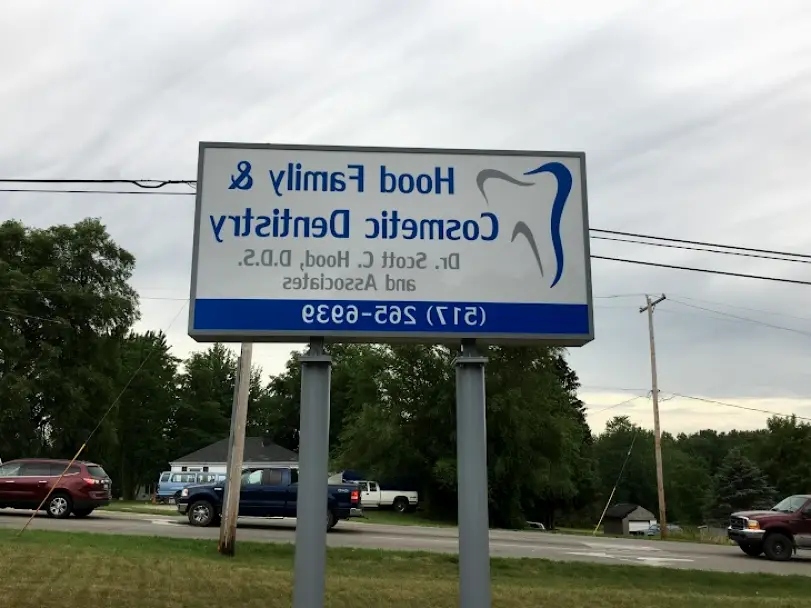 Hood Family &
Cosmetic Dentistry
Dr. Scott C. Hood, D.D.S.
and Associates
(517) 265-6939